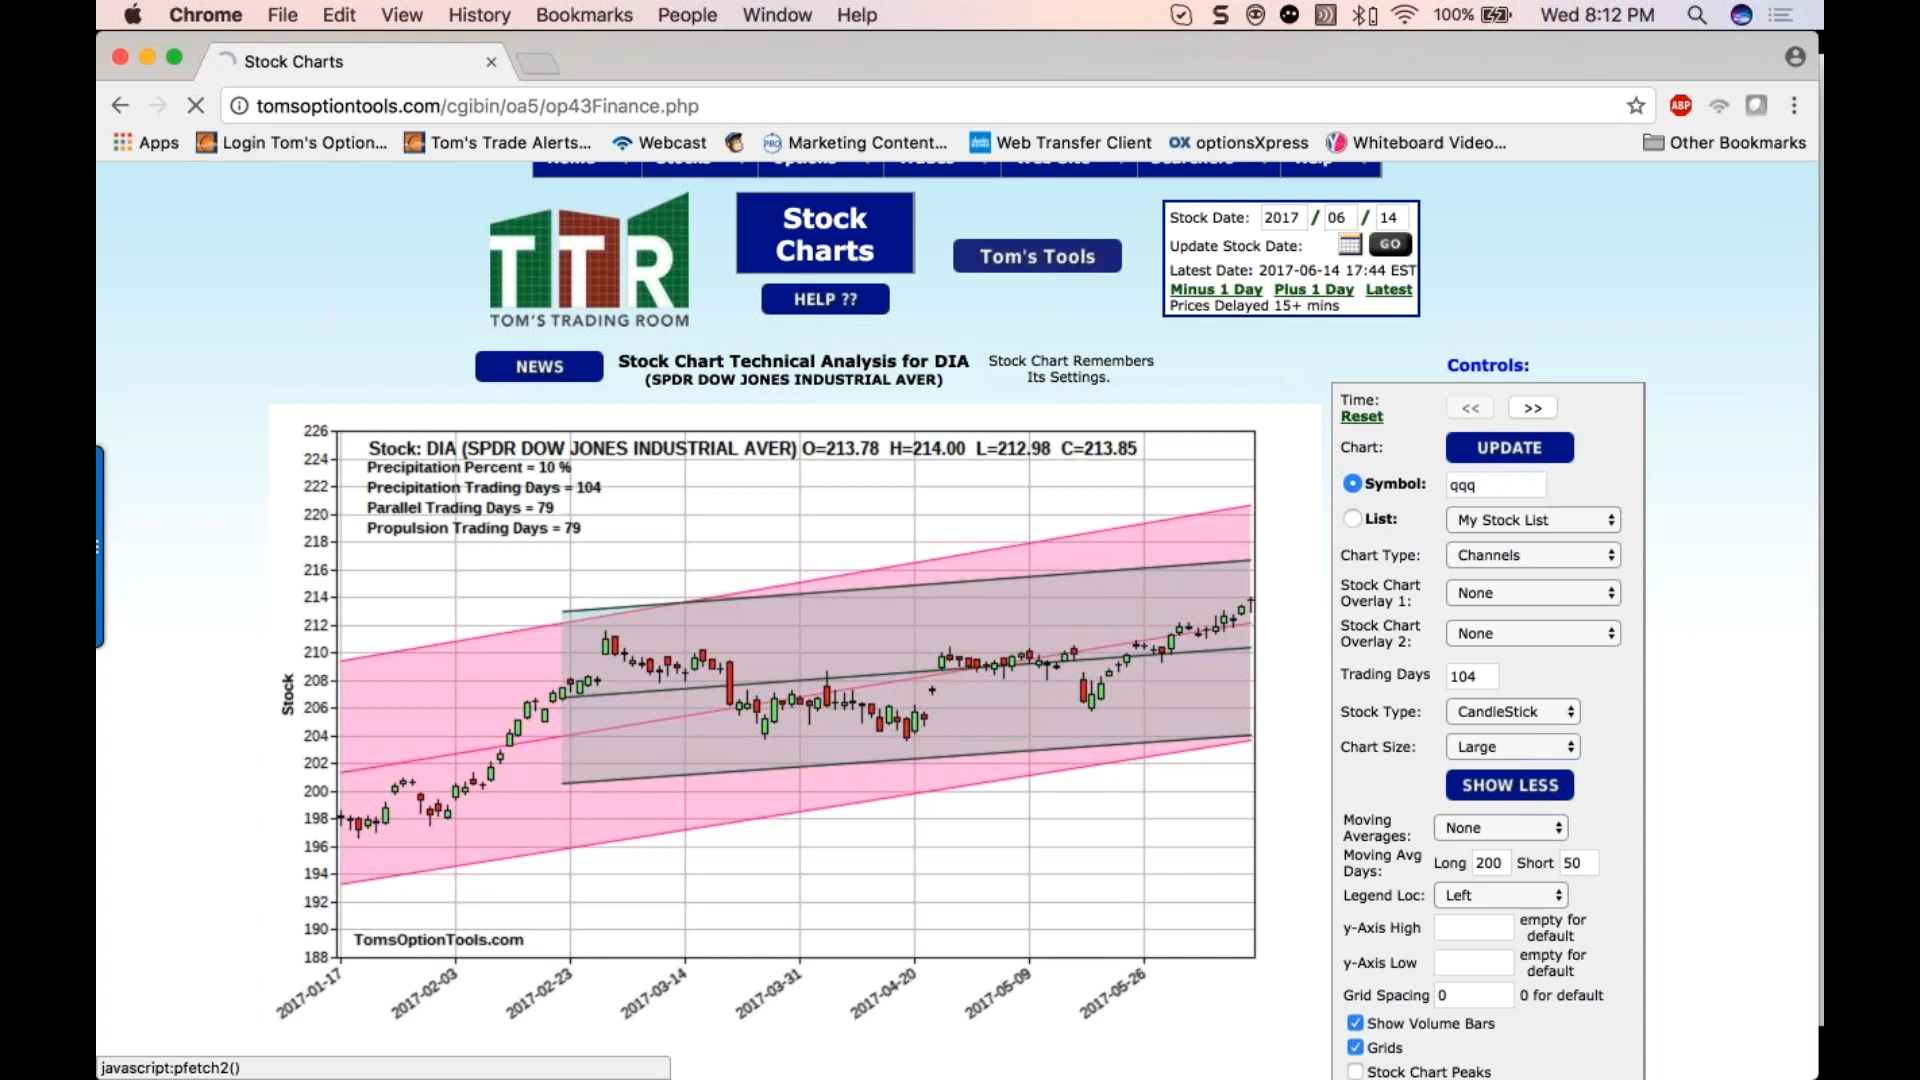 Chrome File Edit View History Bookmarks People Window Help 100% Wed 8:12 PM
Stock Charts
tomsoptiontools.com/cgibin/oa5/op43Finance.php
ABP
Apps Login Tom's Option... Tom's Trade Alerts... Webcast PRO Marketing Content... Web Transfer Client OX optionsXpress Whiteboard Video... Other Bookmarks
TTR
TOM'S TRADING ROOM
Stock
Charts
HELP ??
Tom's Tools
Stock Date: 2017 / 06 / 14
Update Stock Date: GO
Latest Date: 2017-06-14 17:44 EST
Minus 1 Day Plus 1 Day Latest
Prices Delayed 15+ mins
NEWS
Stock Chart Technical Analysis for DIA
(SPDR DOW JONES INDUSTRIAL AVER)
Stock Chart Remembers
Its Settings.
Stock: DIA (SPDR DOW JONES INDUSTRIAL AVER) O=213.78 H=214.00 L=212.98 C=213.85
Precipitation Percent = 10 %
Precipitation Trading Days = 104
Parallel Trading Days = 79
Propulsion Trading Days = 79
226
224
222
220
218
216
214
212
210
208
206
204
202
200
198
196
194
192
190
188
Stock
TomsOptionTools.com
2017-01-17
2017-02-03
2017-02-23
2017-03-14
2017-03-31
2017-04-20
2017-05-09
2017-05-26
Controls:
Time:
Reset
<< >>
Chart: UPDATE
Symbol: qqq
List: My Stock List
Chart Type: Channels
Stock Chart
Overlay 1: None
Stock Chart
Overlay 2: None
Trading Days 104
Stock Type: CandleStick
Chart Size: Large
SHOW LESS
Moving
Averages: None
Moving Avg
Days: Long 200 Short 50
Legend Loc: Left
y-Axis High empty for
default
y-Axis Low empty for
default
Grid Spacing 0 0 for default
Show Volume Bars
Grids
Stock Chart Peaks
javascript:pfetch2()